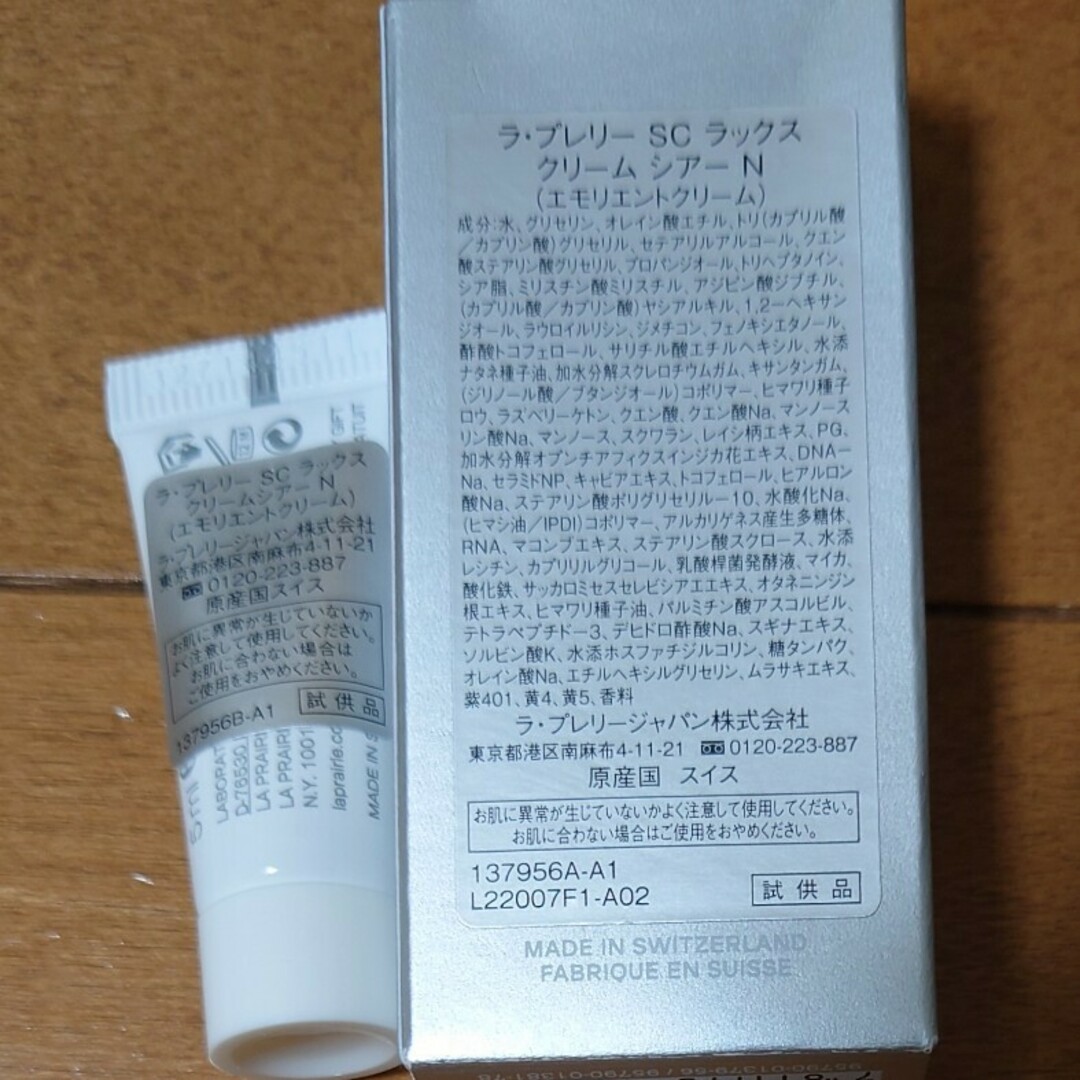 ラ・プレリー SC ラックス
クリーム シアー N
(エモリエントクリーム)
成分:水、グリセリン、オレイン酸エチル、トリ(カプリル酸
/カプリン酸)グリセリル、セテアリルアルコール、クエン
酸ステアリン酸グリセリル、プロパンジオール、トリヘプタノイン、
シア脂、ミリスチン酸ミリスチル、アジピン酸ジブチル、
(カプリル酸/カプリン酸)ヤシアルキル、1,2-ヘキサン
ジオール、ラウロイルリシン、ジメチコン、フェノキシエタノール、
酢酸トコフェロール、サリチル酸エチルヘキシル、水添
ナタネ種子油、加水分解スクレロチウムガム、キサンタンガム、
(ジリノール酸/ブタンジオール)コポリマー、ヒマワリ種子
ロウ、ラズベリーケトン、クエン酸、クエン酸Na、マンノース
リン酸Na、マンノース、スクワラン、レイシ柄エキス、PG、
加水分解オプンチアフィクスインジカ花エキス、DNA-
Na、セラミドNP、キャビアエキス、トコフェロール、ヒアルロン
酸Na、ステアリン酸ポリグリセリル-10、水酸化Na、
(ヒマシ油/IPDI)コポリマー、アルカリゲネス産生多糖体、
RNA、マコンブエキス、ステアリン酸スクロース、水添
レシチン、カプリリルグリコール、乳酸桿菌発酵液、マイカ、
酸化鉄、サッカロミセスセレビシアエエキス、オタネニンジン
根エキス、ヒマワリ種子油、パルミチン酸アスコルビル、
テトラペプチド-3、デヒドロ酢酸Na、スギナエキス、
ソルビン酸K、水添ホスファチジルコリン、糖タンパク、
オレイン酸Na、エチルヘキシルグリセリン、ムラサキエキス、
紫401、黄4、黄5、香料
ラ・プレリージャパン株式会社
東京都港区南麻布4-11-21 0120-223-887
原産国 スイス
お肌に異常が生じていないかよく注意して使用してください。
お肌に合わない場合はご使用をおやめください。
137956A-A1
L22007F1-A02
試供品
MADE IN SWITZERLAND
FABRIQUE EN SUISSE
ラ・プレリー SC ラックス
クリームシアー N
(エモリエントクリーム)
ラ・プレリージャパン株式会社
東京都港区南麻布4-11-21
0120-223-887
原産国 スイス
お肌に異常が生じていないか
よく注意して使用してください。
お肌に合わない場合は
ご使用をおやめください。
試供品
137956B-A1
GIFT
LABORAT
D-76530
LA PRAIRI
LA PRAIRI
N.Y. 1001
laprairie.co
MADE IN S